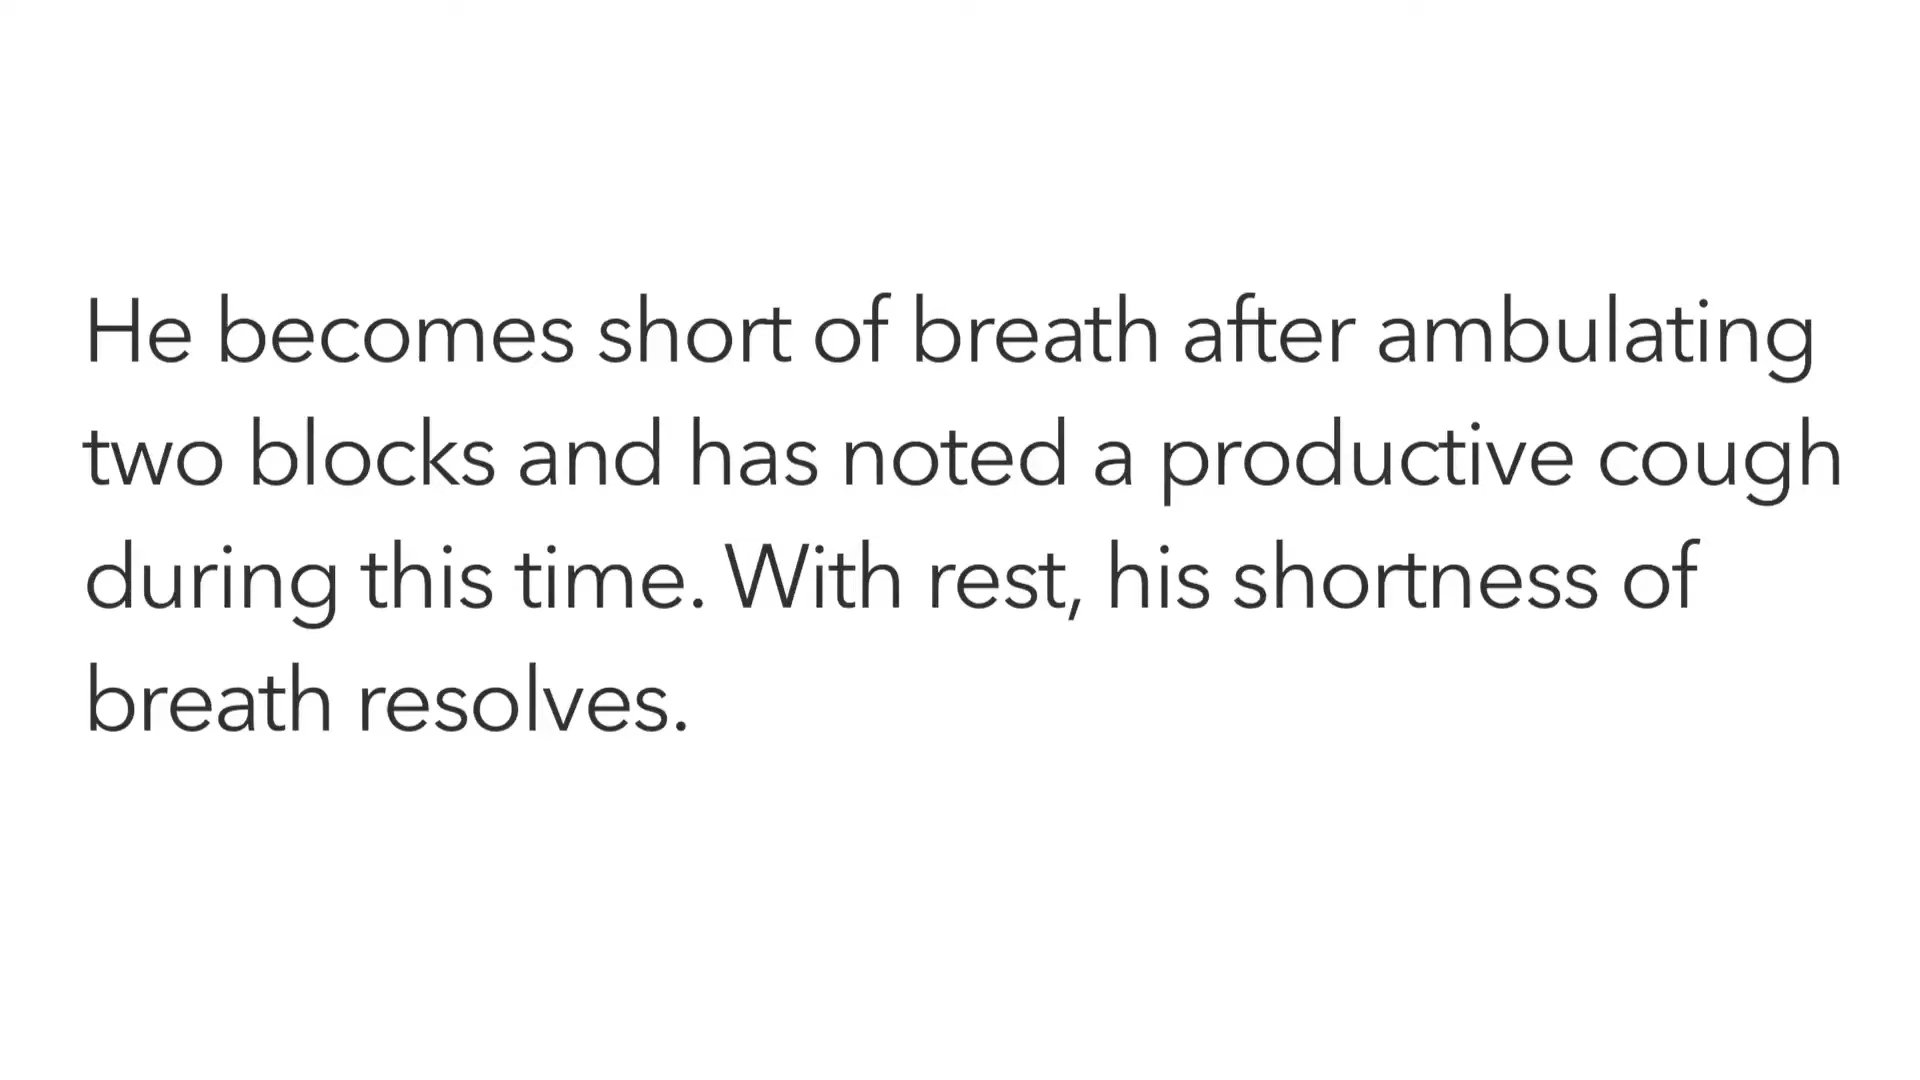 He becomes short of breath after ambulating
two blocks and has noted a productive cough
during this time. With rest, his shortness of
breath resolves.